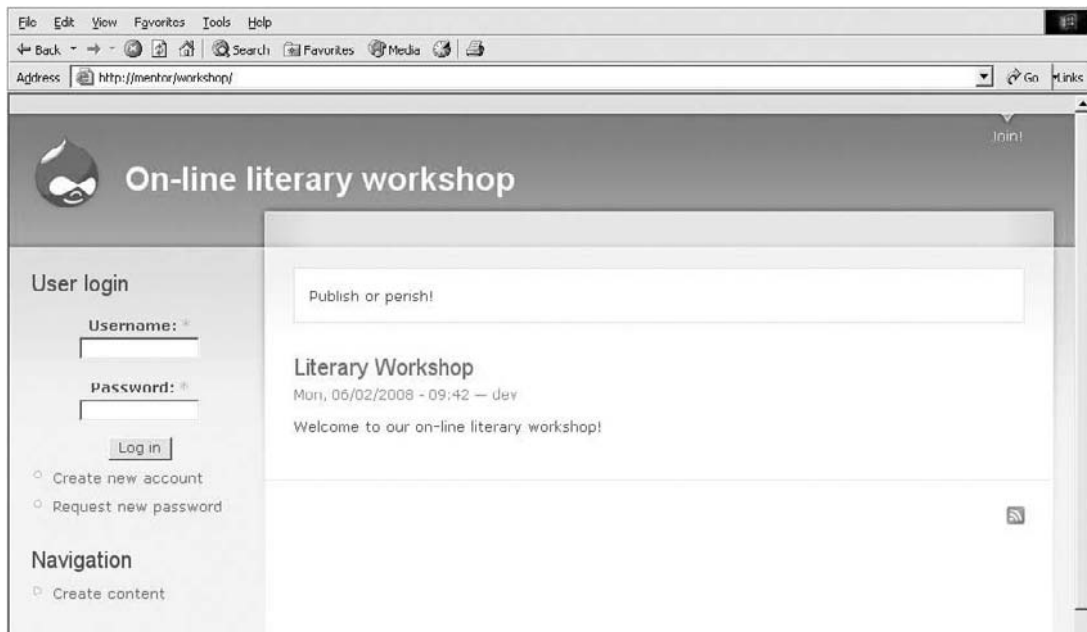 File Edit View Favorites Tools Help
Back Search Favorites Media
Address http://mentor/workshop/ Go Links
Join!
On-line literary workshop
User login
Publish or perish!
Username: *
Literary Workshop
Mon, 06/02/2008 - 09:42 — dev
Password: *
Welcome to our on-line literary workshop!
Log in
Create new account
Request new password
Navigation
Create content